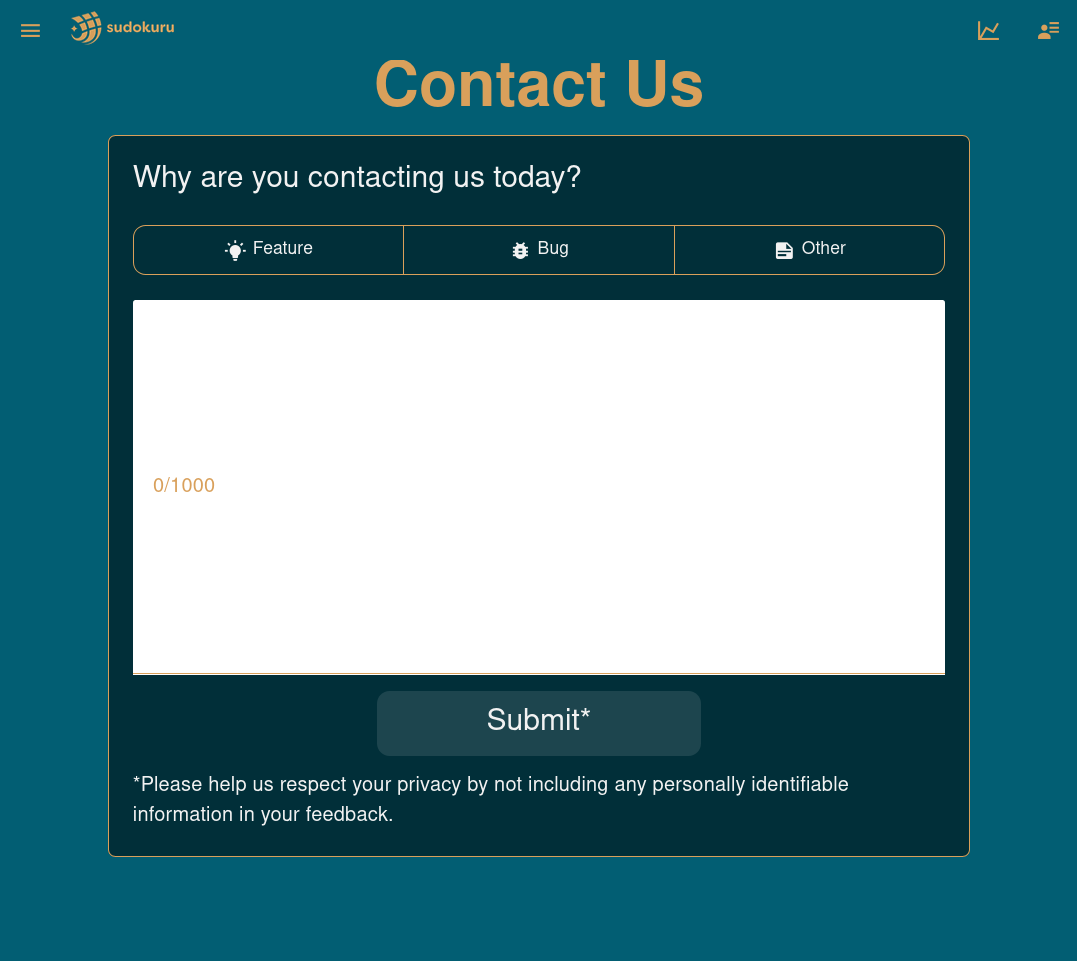 sudokuru
Contact Us
Why are you contacting us today?
Feature
Bug
Other
0/1000
Submit*
*Please help us respect your privacy by not including any personally identifiable
information in your feedback.